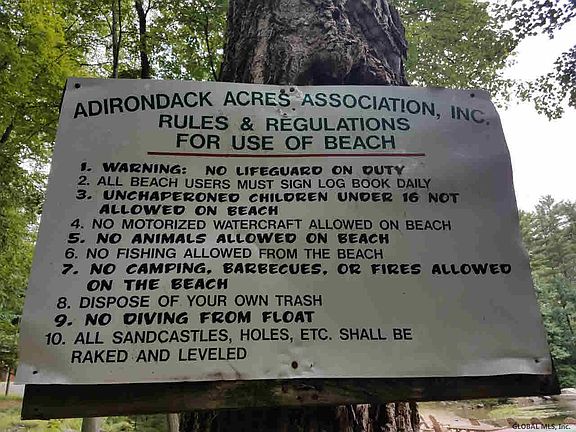 ADIRONDACK ACRES ASSOCIATION, INC.
RULES & REGULATIONS
FOR USE OF BEACH
1. WARNING: NO LIFEGUARD ON DUTY
2. ALL BEACH USERS MUST SIGN LOG BOOK DAILY
3. UNCHAPERONED CHILDREN UNDER 16 NOT
ALLOWED ON BEACH
4. NO MOTORIZED WATERCRAFT ALLOWED ON BEACH
5. NO ANIMALS ALLOWED ON BEACH
6. NO FISHING ALLOWED FROM THE BEACH
7. NO CAMPING, BARBECUES, OR FIRES ALLOWED
ON THE BEACH
8. DISPOSE OF YOUR OWN TRASH
9. NO DIVING FROM FLOAT
10. ALL SANDCASTLES, HOLES, ETC. SHALL BE
RAKED AND LEVELED
GLOBAL MLS, Inc.